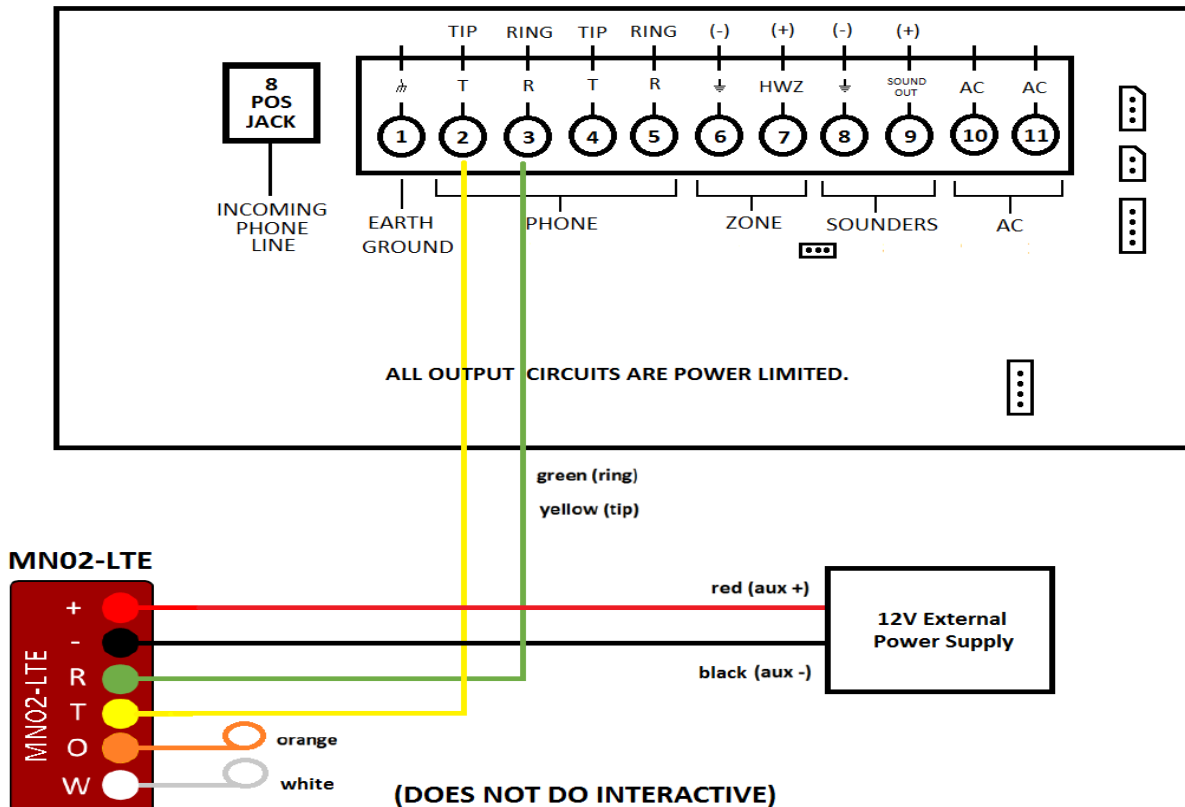 TIP RING TIP RING (-) (+) (-) (+)
8
POS
JACK
T R T R HWZ SOUND
OUT AC AC
1 2 3 4 5 6 7 8 9 10 11
INCOMING
PHONE
LINE
EARTH
GROUND
PHONE
ZONE
SOUNDERS
AC
ALL OUTPUT CIRCUITS ARE POWER LIMITED.
green (ring)
yellow (tip)
MN02-LTE
MN02-LTE
+
-
R
T
O
W
red (aux +)
black (aux -)
12V External
Power Supply
orange
white
(DOES NOT DO INTERACTIVE)